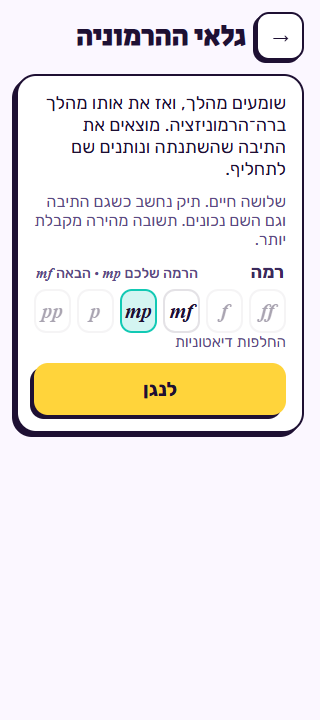 →
גלאי ההרמוניה
שומעים מהלך, ואז את אותו מהלך
ברה־הרמוניזציה. מוצאים את
התיבה שהשתנתה ונותנים שם
לתחליף.
שלושה חיים. תיק נחשב כשגם התיבה
וגם השם נכונים. תשובה מהירה מקבלת
יותר.
רמה
הרמה שלכם mp • הבאה mf
ff f mf mp p pp
החלפות דיאטוניות
לנגן